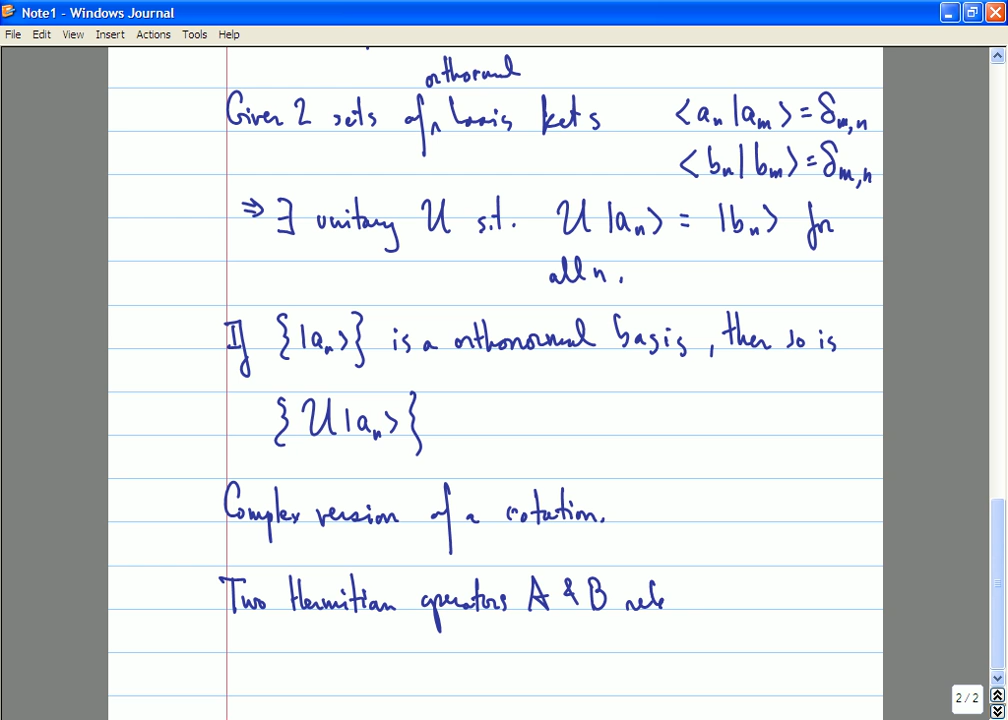 Note1 - Windows Journal
File Edit View Insert Actions Tools Help
orthormal
Given 2 sets of ∧ basis kets <aₙ|aₘ> = δₘ,ₙ
<bₙ|bₘ> = δₘ,ₙ
⇒ ∃ unitary U s.t. U|aₙ> = |bₙ> for
all n.
If {|aₙ>} is a orthonormal basis, then so is
{U|aₙ>}
Complex version of a rotation.
Two Hermitian operators A & B rele
2/2